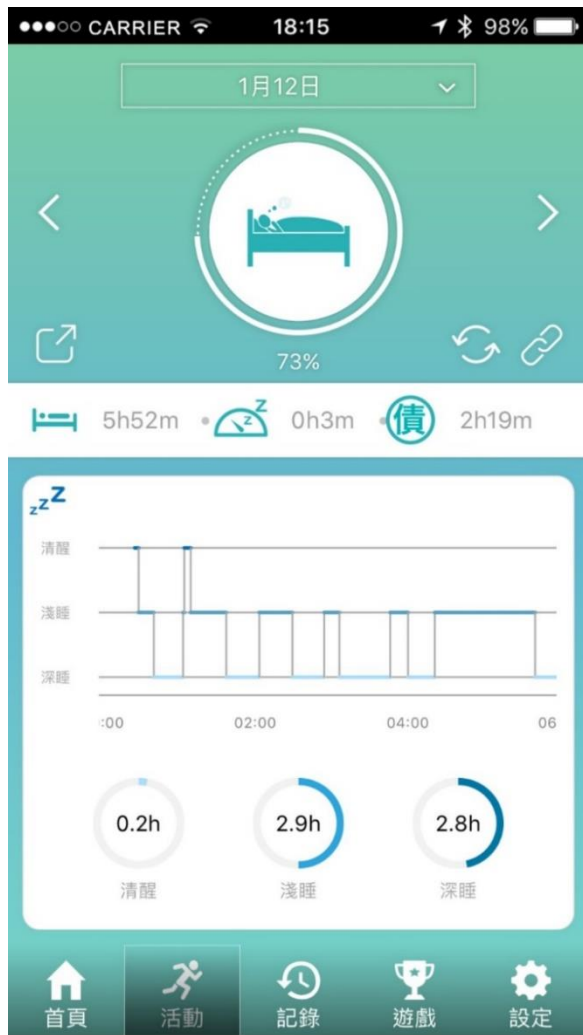 CARRIER 18:15 98%
1月12日
73%
5h52m 0h3m 債 2h19m
zzZ
清醒
淺睡
深睡
:00 02:00 04:00 06
0.2h 2.9h 2.8h
清醒 淺睡 深睡
首頁 活動 記錄 遊戲 設定